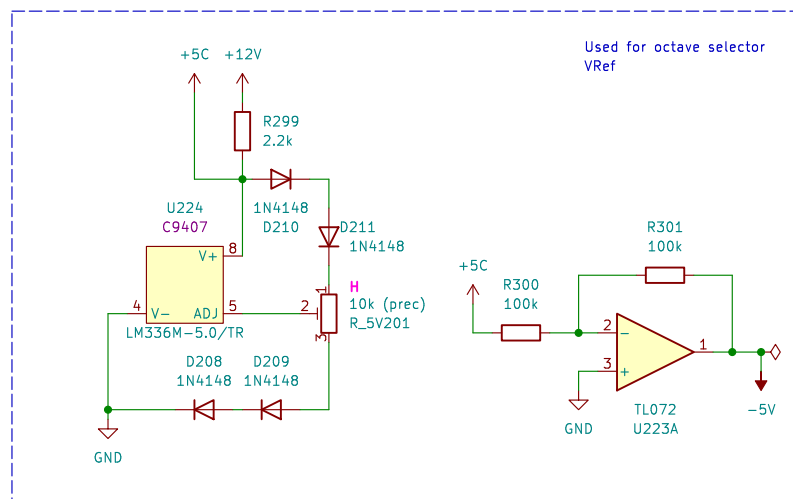 Used for octave selector
VRef
+5C
+12V
R299
2.2k
1N4148
D210
D211
1N4148
U224
C9407
V+
8
4
V-
ADJ
5
LM336M-5.0/TR
1
2
3
H
10k (prec)
R_5V201
D208
1N4148
D209
1N4148
GND
+5C
R300
100k
R301
100k
2
-
3
+
1
TL072
U223A
GND
-5V